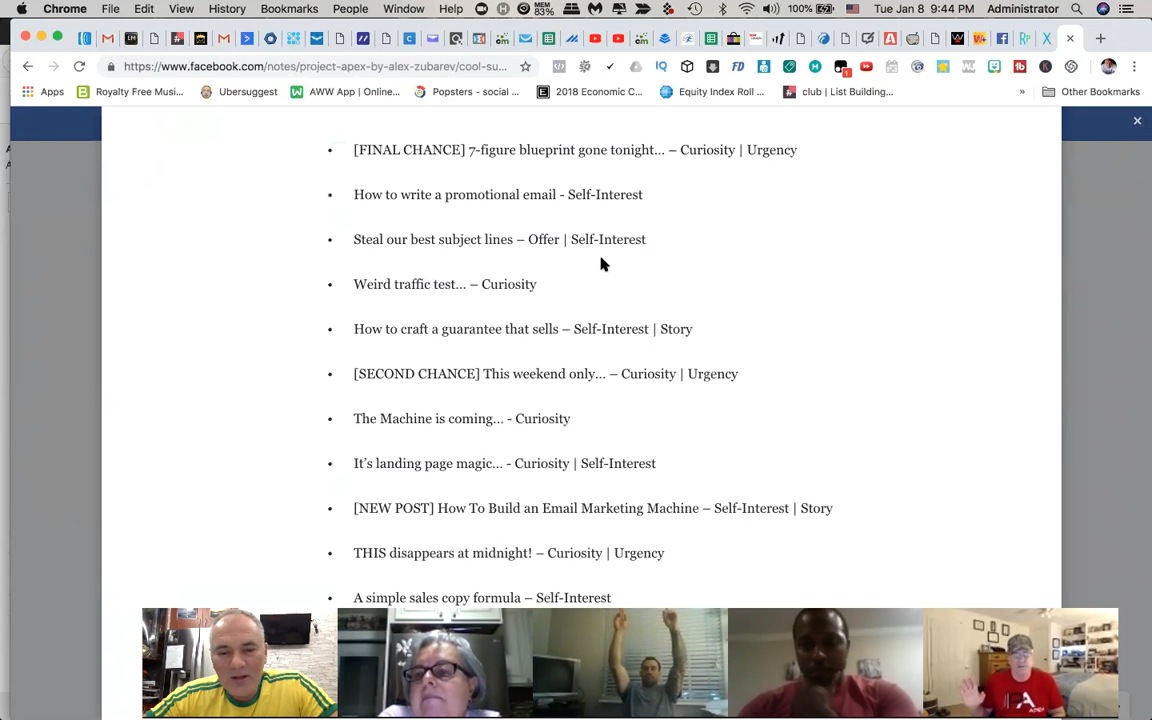 Chrome File Edit View History Bookmarks People Window Help MEM 83% 100% Tue Jan 8 9:44 PM Administrator
https://www.facebook.com/notes/project-apex-by-alex-zubarev/cool-su...
Apps Royalty Free Musi... Ubersuggest AWW App | Online... Popsters - social ... 2018 Economic C... Equity Index Roll ... club | List Building... » Other Bookmarks
• [FINAL CHANCE] 7-figure blueprint gone tonight... – Curiosity | Urgency
• How to write a promotional email - Self-Interest
• Steal our best subject lines – Offer | Self-Interest
• Weird traffic test... – Curiosity
• How to craft a guarantee that sells – Self-Interest | Story
• [SECOND CHANCE] This weekend only... – Curiosity | Urgency
• The Machine is coming... - Curiosity
• It's landing page magic... - Curiosity | Self-Interest
• [NEW POST] How To Build an Email Marketing Machine – Self-Interest | Story
• THIS disappears at midnight! – Curiosity | Urgency
• A simple sales copy formula – Self-Interest